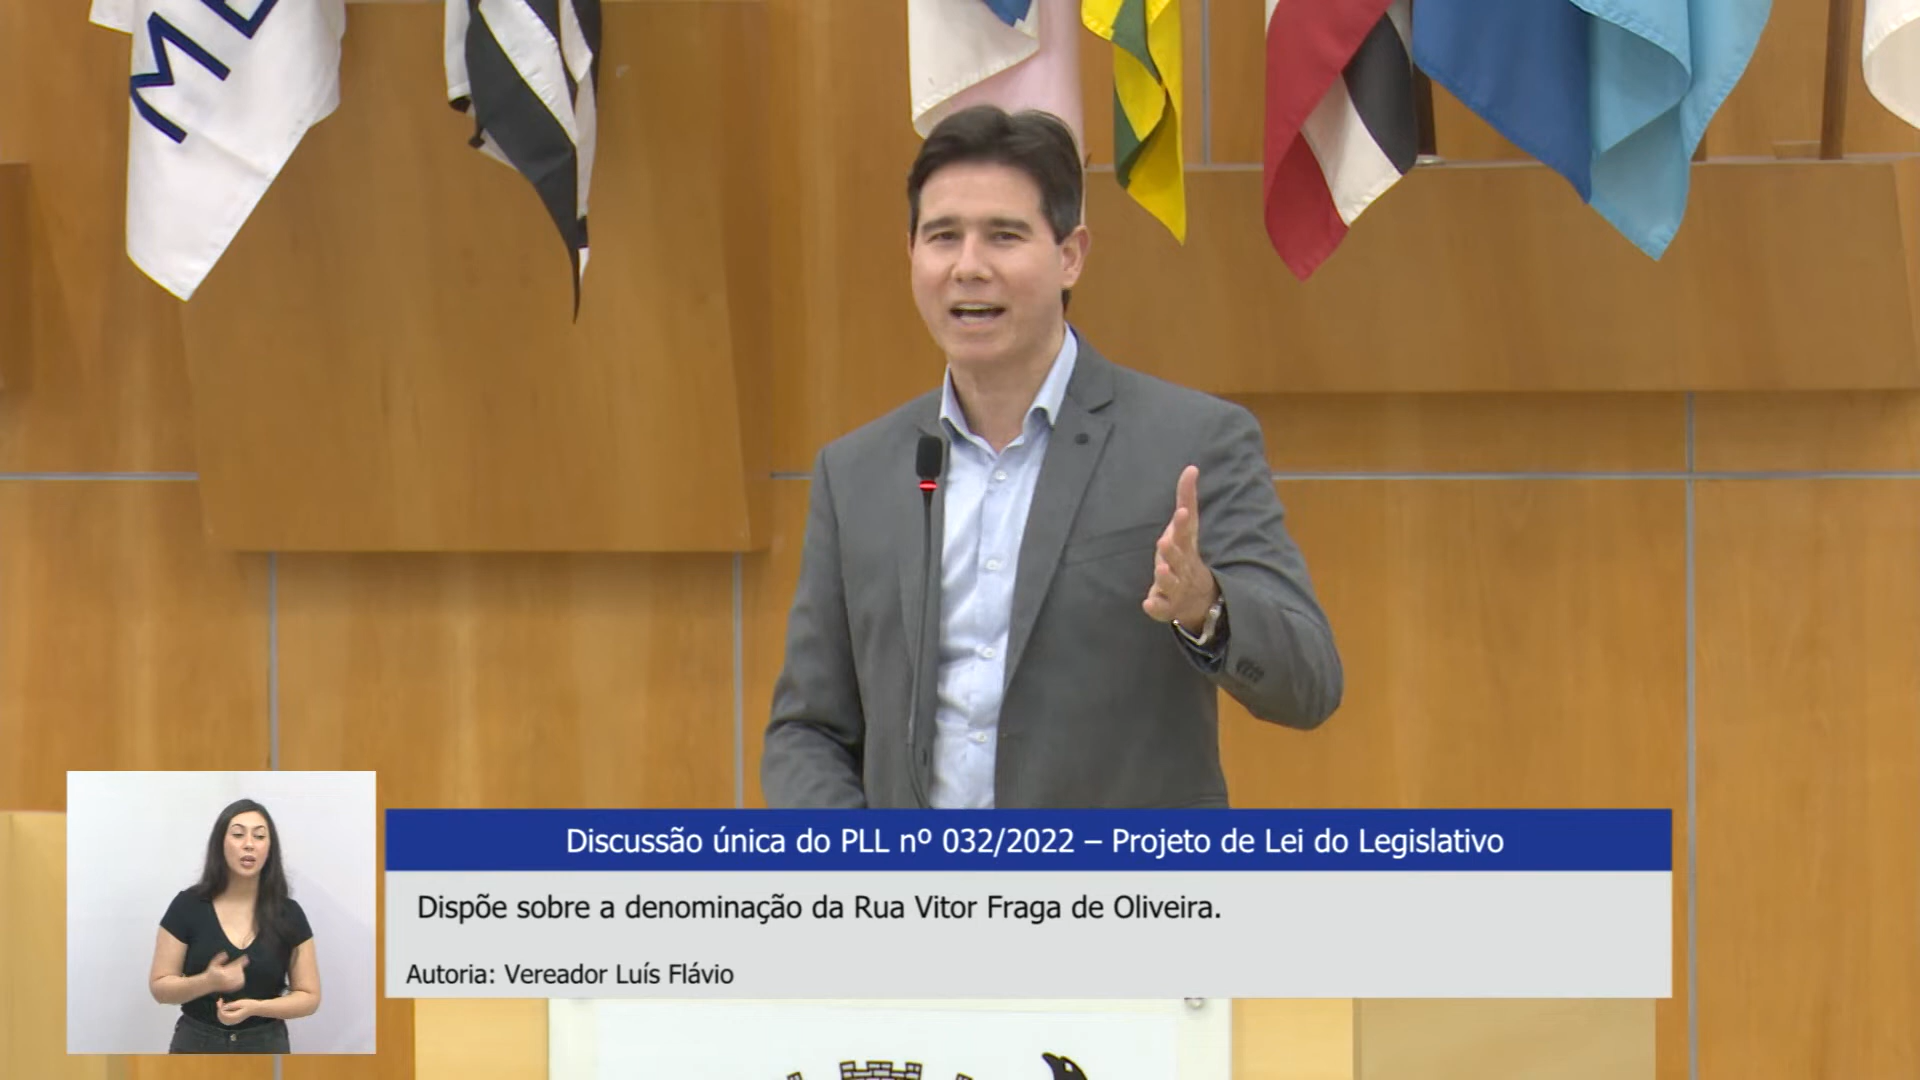 ME
Discussão única do PLL nº 032/2022 – Projeto de Lei do Legislativo
Dispõe sobre a denominação da Rua Vitor Fraga de Oliveira.
Autoria: Vereador Luís Flávio